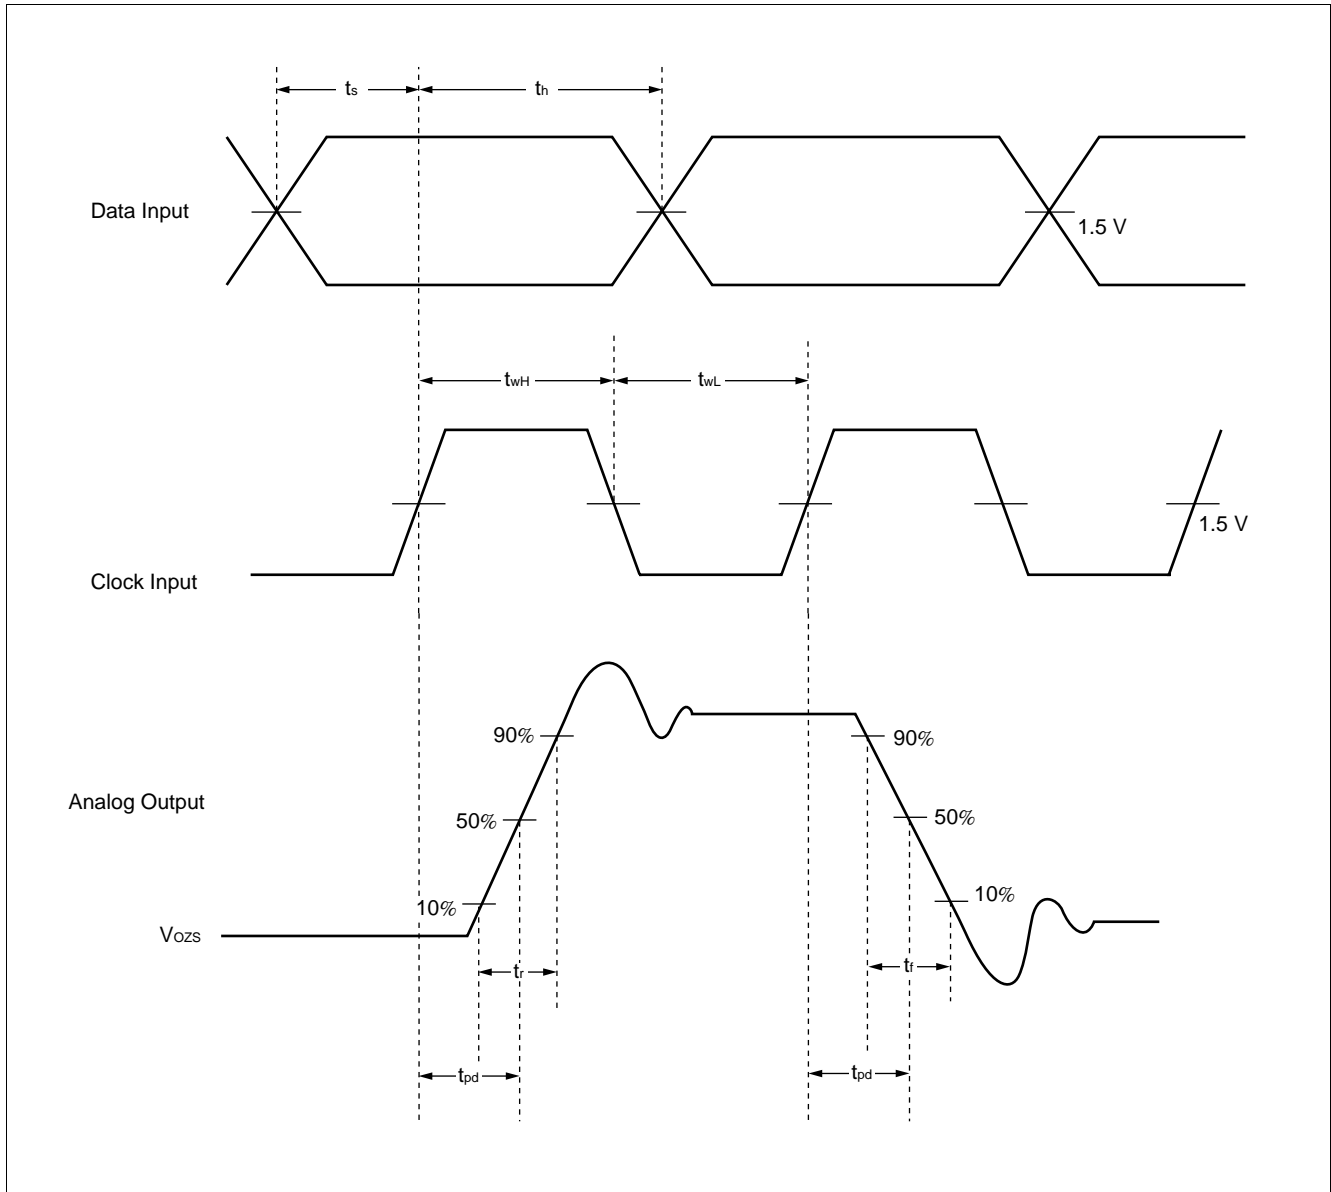 ts
th
Data Input
1.5 V
twH
twL
1.5 V
Clock Input
90%
90%
Analog Output
50%
50%
10%
10%
VOZS
tr
tf
tpd
tpd